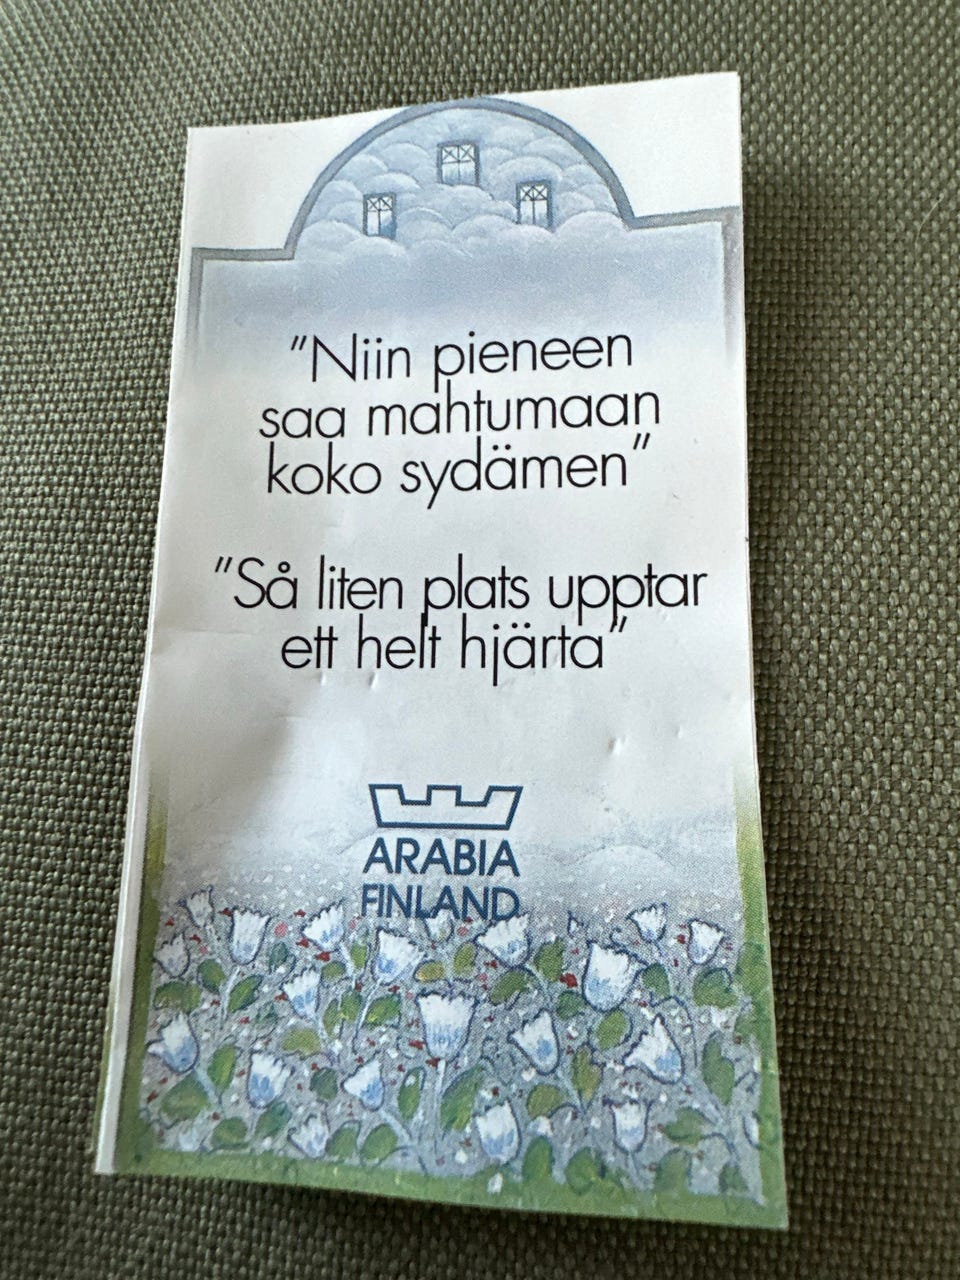 "Niin pieneen
saa mahtumaan
koko sydämen"
"Så liten plats upptar
ett helt hjärta"
ARABIA
FINLAND